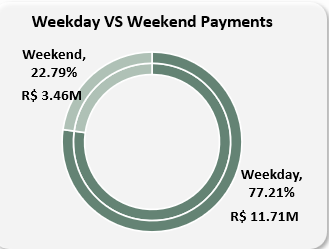 Weekday VS Weekend Payments
Weekend,
22.79%
R$ 3.46M
Weekday,
77.21%
R$ 11.71M